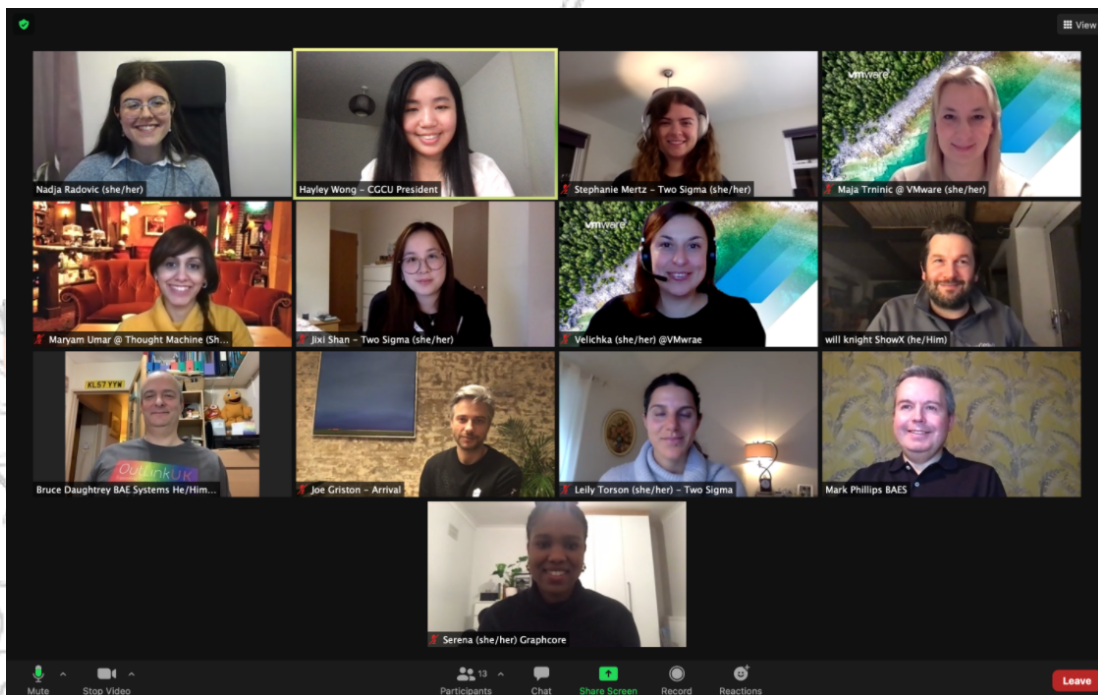 View
Nadja Radovic (she/her)
Hayley Wong – CGCU President
Stephanie Mertz – Two Sigma (she/her)
vmware
Maja Trninic @ VMware (she/her)
Maryam Umar @ Thought Machine (Sh...
Jixi Shan – Two Sigma (she/her)
vmware
Velichka (she/her) @VMwrae
will knight ShowX (he/Him)
KL57 YYW
OutLinkUK
Bruce Daughtrey BAE Systems He/Him...
Joe Griston – Arrival
Leily Torson (she/her) – Two Sigma
Mark Phillips BAES
Serena (she/her) Graphcore
Mute
Stop Video
13
Participants
Chat
Share Screen
Record
Reactions
Leave